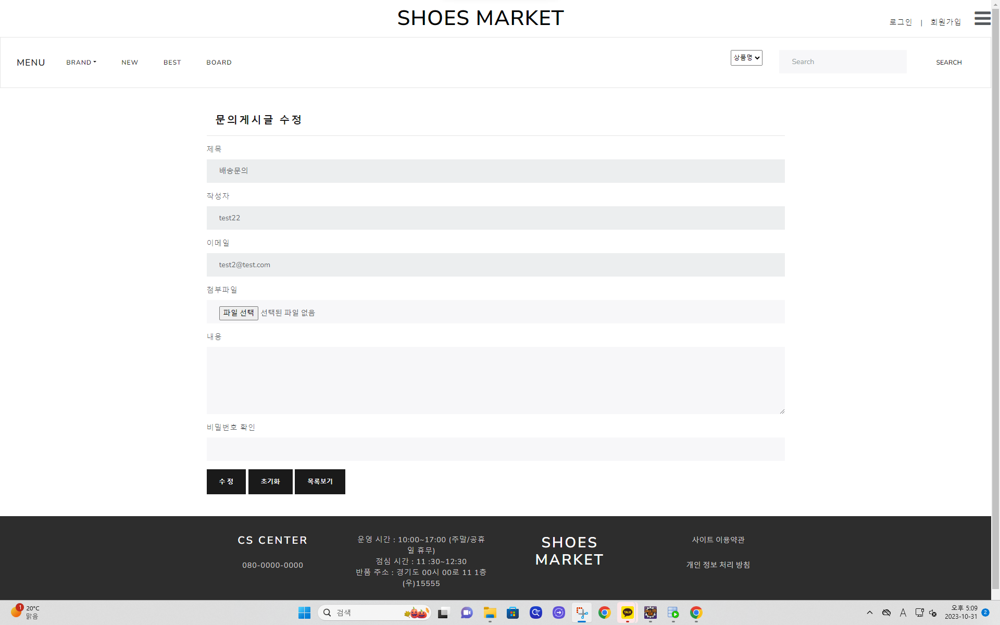 SHOES MARKET
로그인 | 회원가입
MENU BRAND NEW BEST BOARD 상품명 Search SEARCH
문의게시글 수정
제목
배송문의
작성자
test22
이메일
test2@test.com
첨부파일
파일 선택 선택된 파일 없음
내용
비밀번호 확인
수 정 초기화 목록보기
CS CENTER
080-0000-0000
운영 시간 : 10:00~17:00 (주말/공휴
일 휴무)
점심 시간 : 11 :30~12:30
반품 주소 : 경기도 00시 00로 11 1층
(우)15555
SHOES
MARKET
사이트 이용약관
개인 정보 처리 방침
1
20°C
맑음
검색
TALK
A
오후 5:09
2023-10-31
2